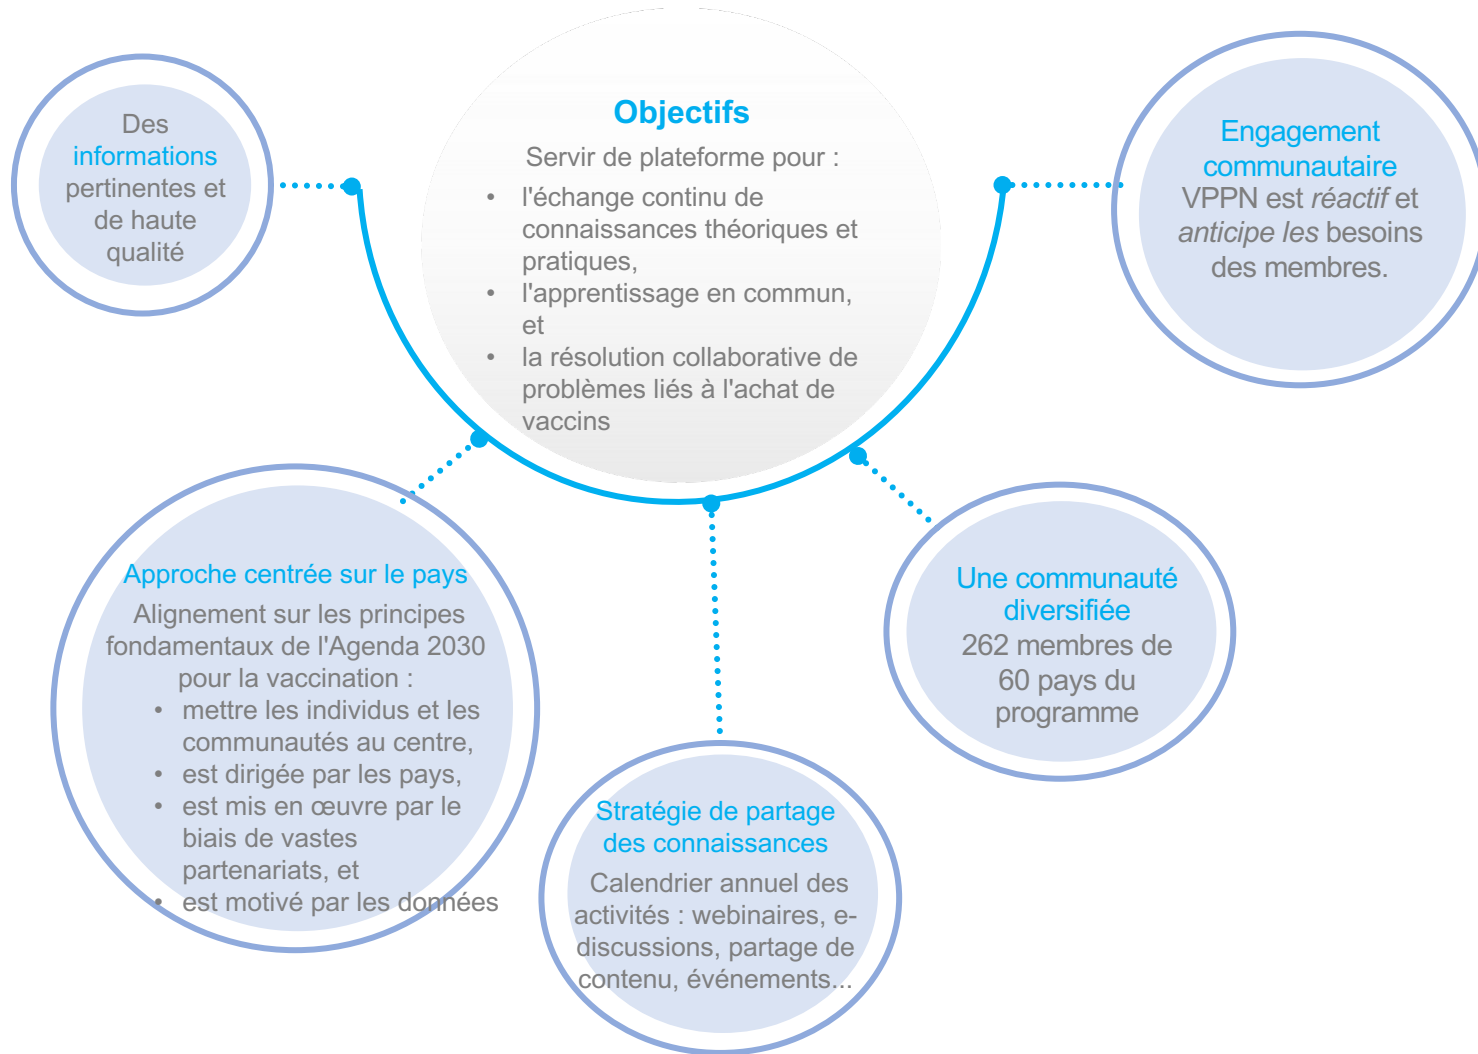 Des
informations
pertinentes et
de haute
qualité
Objectifs
Servir de plateforme pour :
• l'échange continu de
connaissances théoriques et
pratiques,
• l'apprentissage en commun,
et
• la résolution collaborative de
problèmes liés à l'achat de
vaccins
Engagement
communautaire
VPPN est réactif et
anticipe les besoins
des membres.
Approche centrée sur le pays
Alignement sur les principes
fondamentaux de l'Agenda 2030
pour la vaccination :
• mettre les individus et les
communautés au centre,
• est dirigée par les pays,
• est mis en œuvre par le
biais de vastes
partenariats, et
• est motivé par les données
Stratégie de partage
des connaissances
Calendrier annuel des
activités : webinaires, e-
discussions, partage de
contenu, événements...
Une communauté
diversifiée
262 membres de
60 pays du
programme